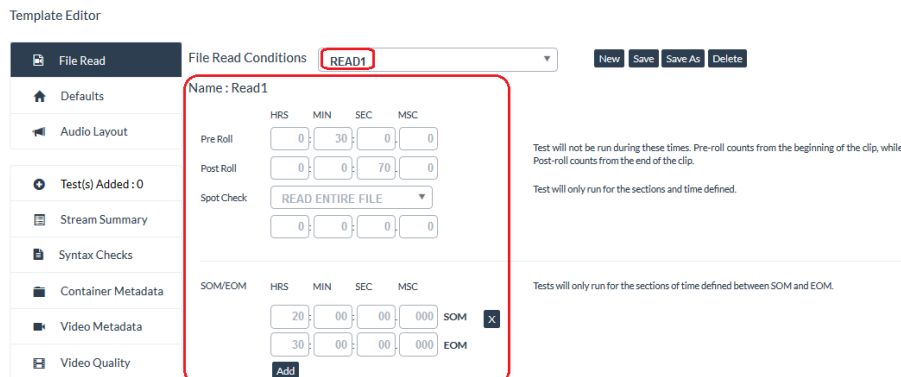 Template Editor
File Read
Defaults
Audio Layout
Test(s) Added : 0
Stream Summary
Syntax Checks
Container Metadata
Video Metadata
Video Quality
File Read Conditions READ1 New Save Save As Delete
Name : Read1
HRS MIN SEC MSC
Pre Roll 0 : 30 : 0 . 0
Post Roll 0 : 0 : 70 . 0
Spot Check READ ENTIRE FILE
0 : 0 : 0 . 0
Test will not be run during these times. Pre-roll counts from the beginning of the clip, while
Post-roll counts from the end of the clip.
Test will only run for the sections and time defined.
SOM/EOM HRS MIN SEC MSC
20 : 00 : 00 . 000 SOM X
30 : 00 : 00 . 000 EOM
Add
Tests will only run for the sections of time defined between SOM and EOM.